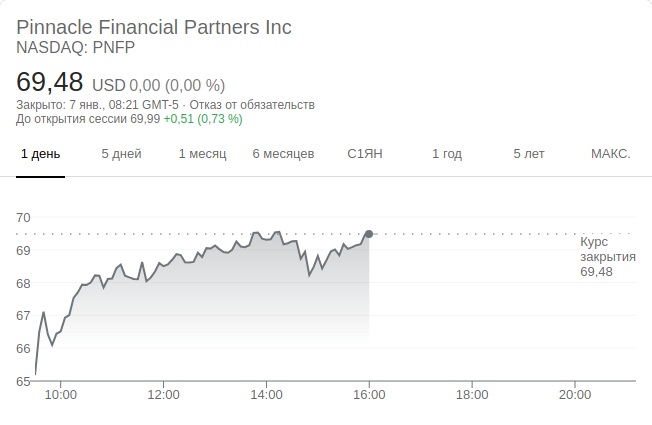 Pinnacle Financial Partners Inc
NASDAQ: PNFP
69,48 USD 0,00 (0,00 %)
Закрыто: 7 янв., 08:21 GMT-5 · Отказ от обязательств
До открытия сессии 69,99 +0,51 (0,73 %)
1 день 5 дней 1 месяц 6 месяцев С1ЯН 1 год 5 лет МАКС.
70
Курс
69
закрытия
69,48
68
67
66
65
10:00 12:00 14:00 16:00 18:00 20:00